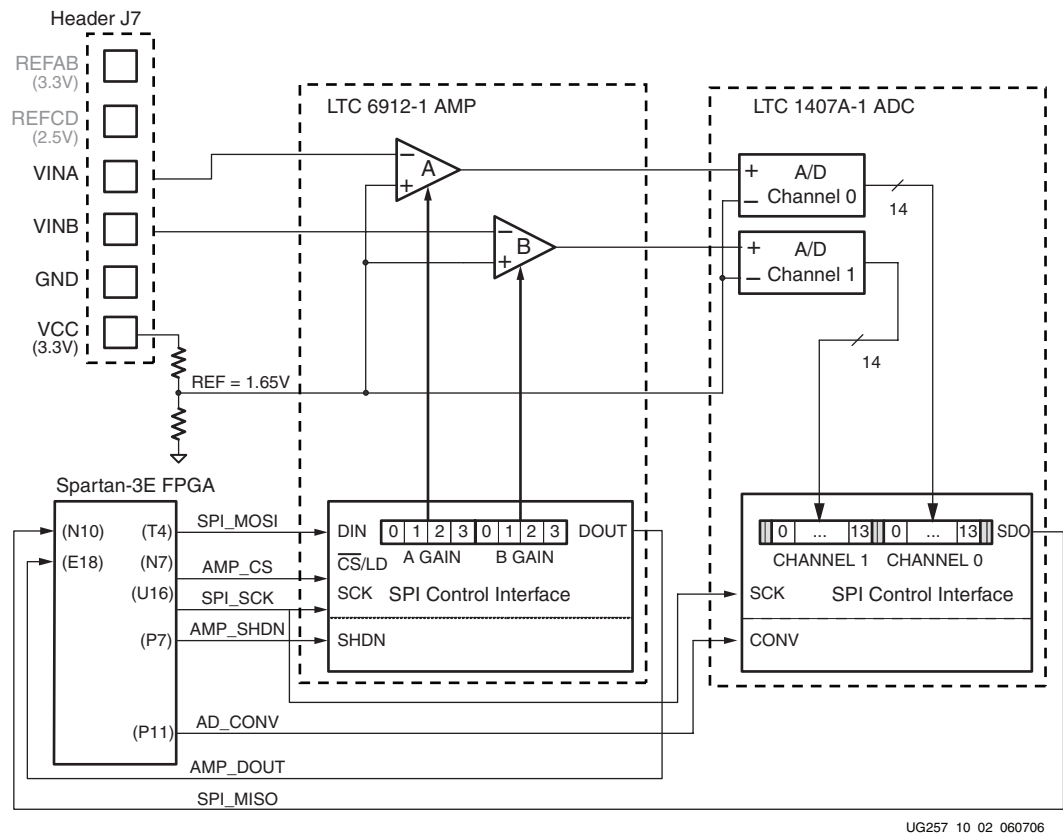 Header J7
REFAB
(3.3V)
REFCD
(2.5V)
VINA
VINB
GND
VCC
(3.3V)
REF = 1.65V
LTC 6912-1 AMP
A
B
LTC 1407A-1 ADC
A/D
Channel 0
14
A/D
Channel 1
14
Spartan-3E FPGA
(N10) (T4) SPI_MOSI
(E18) (N7) AMP_CS
(U16) SPI_SCK
(P7) AMP_SHDN
(P11) AD_CONV
AMP_DOUT
SPI_MISO
DIN 0 1 2 3 0 1 2 3 DOUT
A GAIN B GAIN
CS/LD
SCK SPI Control Interface
SHDN
0 ... 13 0 ... 13 SDO
CHANNEL 1 CHANNEL 0
SCK SPI Control Interface
CONV
UG257_10_02_060706